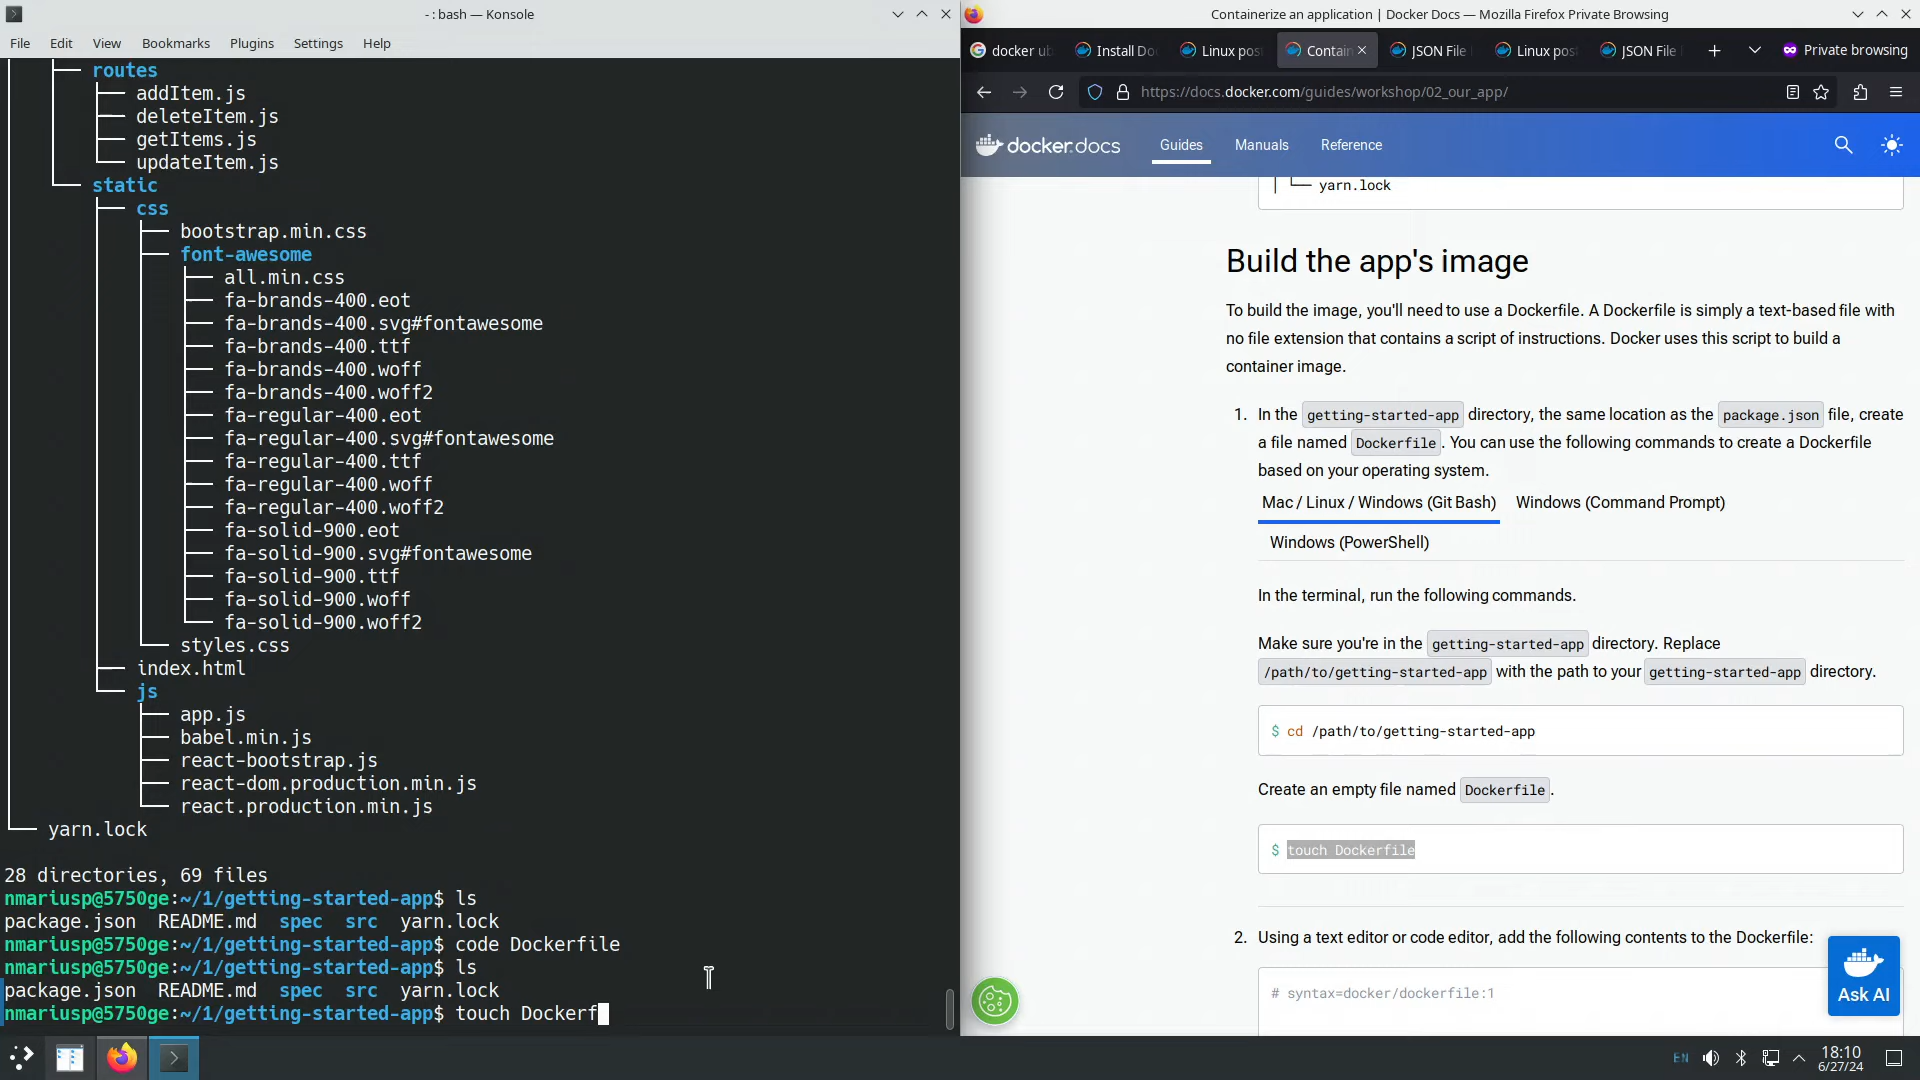 - : bash — Konsole
File Edit View Bookmarks Plugins Settings Help
routes
addItem.js
deleteItem.js
getItems.js
updateItem.js
static
css
bootstrap.min.css
font-awesome
all.min.css
fa-brands-400.eot
fa-brands-400.svg#fontawesome
fa-brands-400.ttf
fa-brands-400.woff
fa-brands-400.woff2
fa-regular-400.eot
fa-regular-400.svg#fontawesome
fa-regular-400.ttf
fa-regular-400.woff
fa-regular-400.woff2
fa-solid-900.eot
fa-solid-900.svg#fontawesome
fa-solid-900.ttf
fa-solid-900.woff
fa-solid-900.woff2
styles.css
index.html
js
app.js
babel.min.js
react-bootstrap.js
react-dom.production.min.js
react.production.min.js
yarn.lock
28 directories, 69 files
nmariusp@5750ge:~/1/getting-started-app$ ls
package.json README.md spec src yarn.lock
nmariusp@5750ge:~/1/getting-started-app$ code Dockerfile
nmariusp@5750ge:~/1/getting-started-app$ ls
package.json README.md spec src yarn.lock
nmariusp@5750ge:~/1/getting-started-app$ touch Dockerf
Containerize an application | Docker Docs — Mozilla Firefox Private Browsing
docker ub Install Do Linux pos Contain JSON File Linux pos JSON File Private browsing
https://docs.docker.com/guides/workshop/02_our_app/
docker.docs Guides Manuals Reference
yarn.lock
Build the app's image
To build the image, you'll need to use a Dockerfile. A Dockerfile is simply a text-based file with
no file extension that contains a script of instructions. Docker uses this script to build a
container image.
1. In the getting-started-app directory, the same location as the package.json file, create
a file named Dockerfile. You can use the following commands to create a Dockerfile
based on your operating system.
Mac / Linux / Windows (Git Bash) Windows (Command Prompt)
Windows (PowerShell)
In the terminal, run the following commands.
Make sure you're in the getting-started-app directory. Replace
/path/to/getting-started-app with the path to your getting-started-app directory.
$ cd /path/to/getting-started-app
Create an empty file named Dockerfile.
$ touch Dockerfile
2. Using a text editor or code editor, add the following contents to the Dockerfile:
# syntax=docker/dockerfile:1
Ask AI
EN 18:10
6/27/24